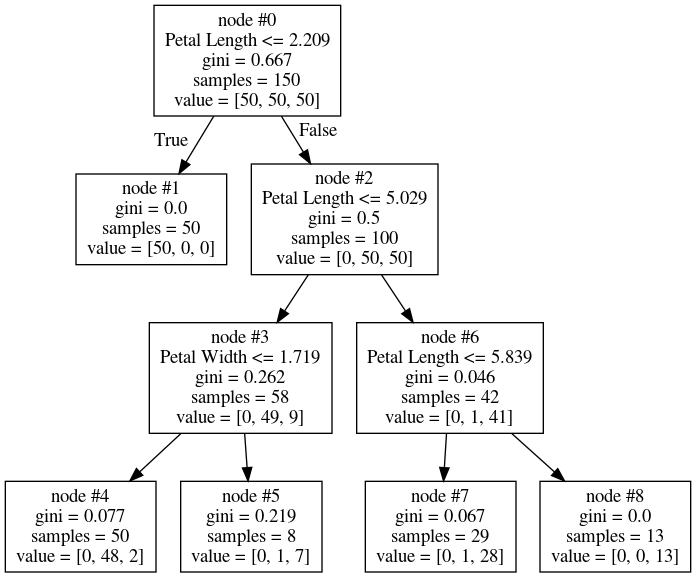 node #0
Petal Length <= 2.209
gini = 0.667
samples = 150
value = [50, 50, 50]
True
False
node #1
gini = 0.0
samples = 50
value = [50, 0, 0]
node #2
Petal Length <= 5.029
gini = 0.5
samples = 100
value = [0, 50, 50]
node #3
Petal Width <= 1.719
gini = 0.262
samples = 58
value = [0, 49, 9]
node #6
Petal Length <= 5.839
gini = 0.046
samples = 42
value = [0, 1, 41]
node #4
gini = 0.077
samples = 50
value = [0, 48, 2]
node #5
gini = 0.219
samples = 8
value = [0, 1, 7]
node #7
gini = 0.067
samples = 29
value = [0, 1, 28]
node #8
gini = 0.0
samples = 13
value = [0, 0, 13]